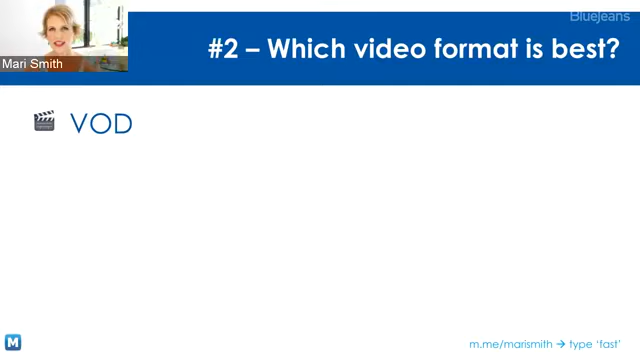 BlueJeans
Mari Smith
#2 – Which video format is best?
VOD
M
m.me/marismith → type ‘fast’